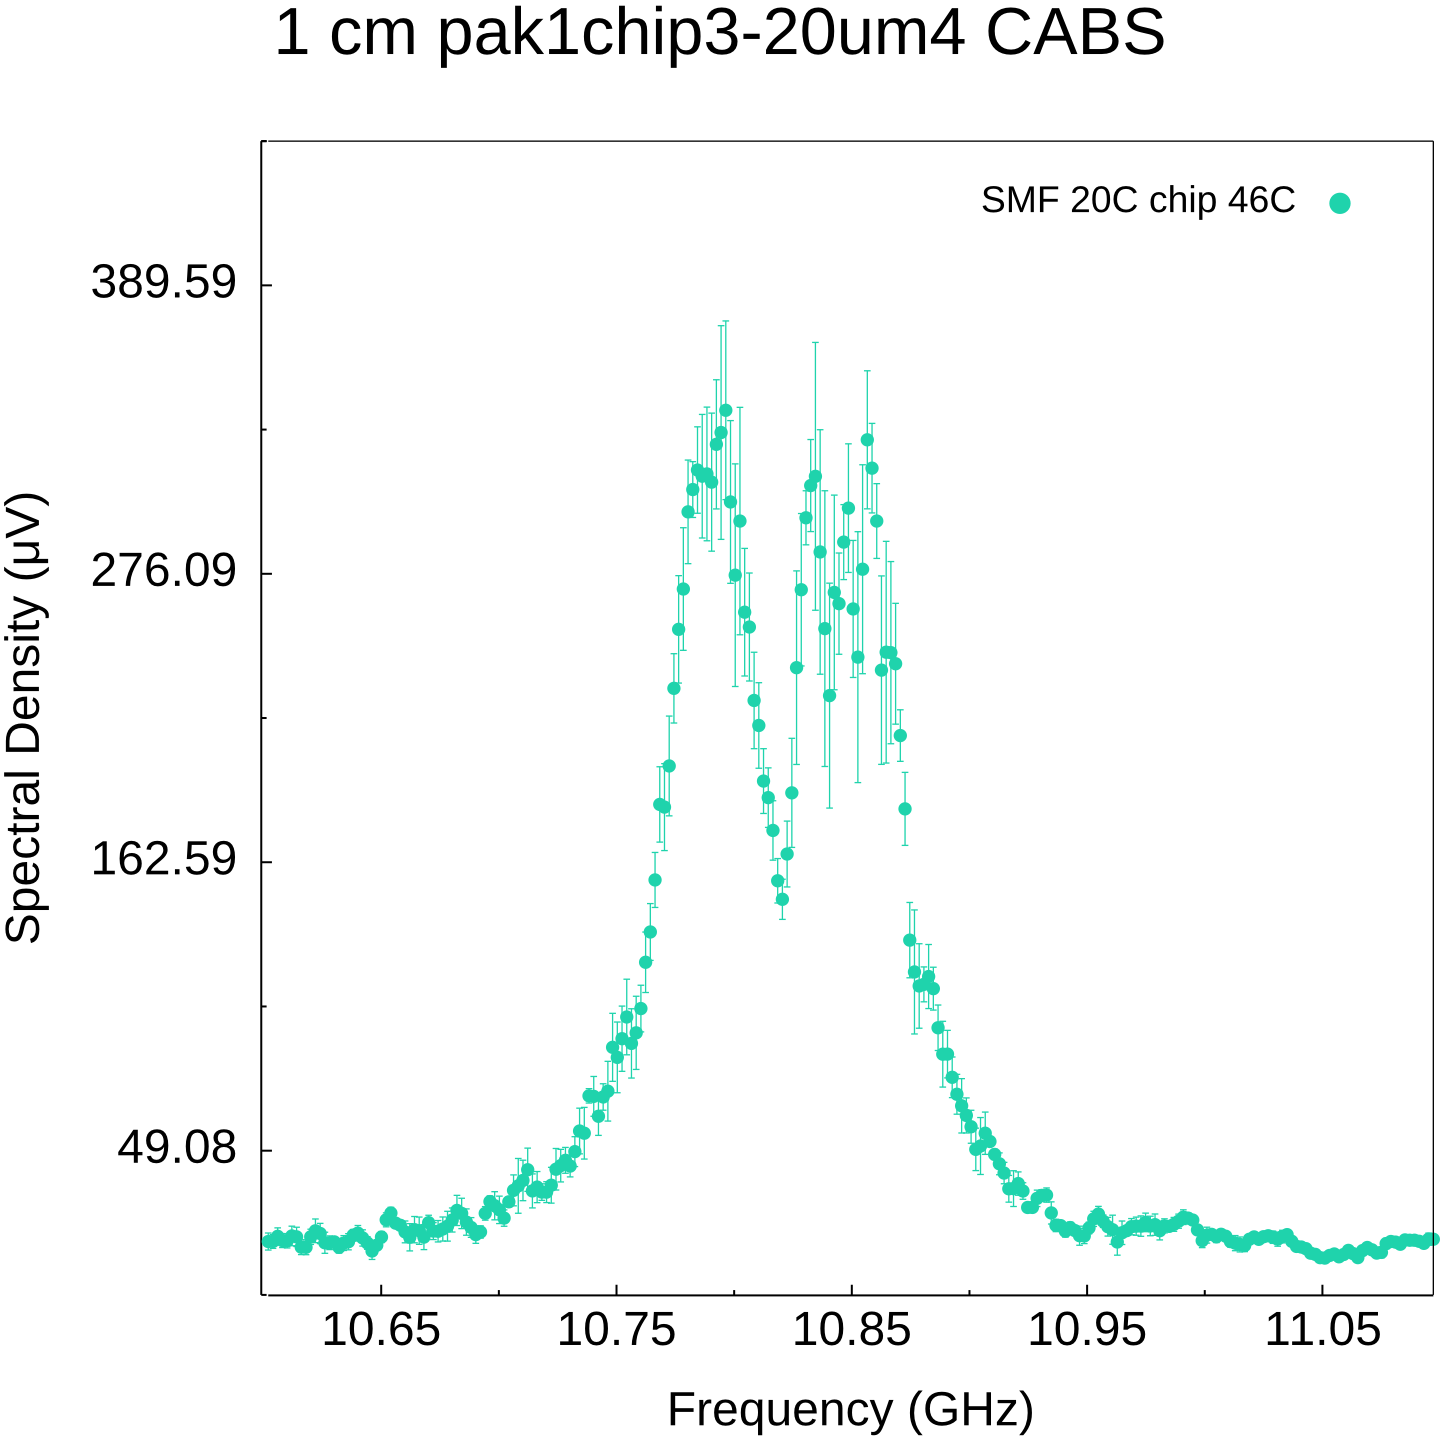 1 cm pak1chip3-20um4 CABS
SMF 20C chip 46C
389.59
276.09
162.59
49.08
Spectral Density (μV)
10.65 10.75 10.85 10.95 11.05
Frequency (GHz)